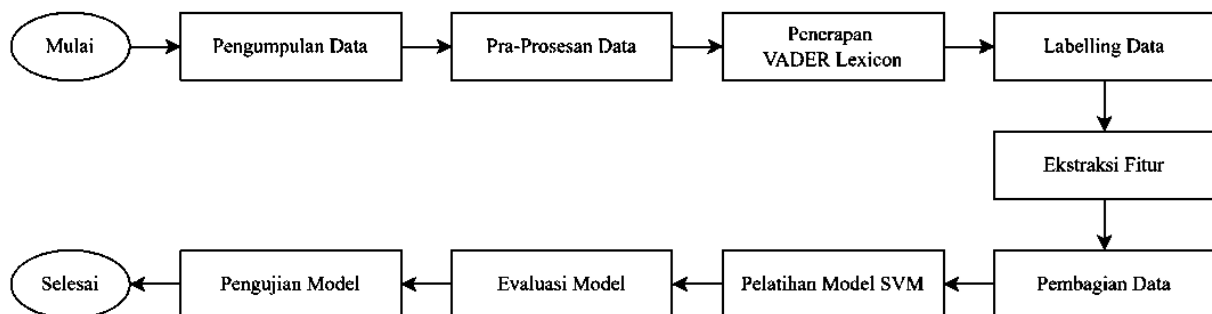 Mulai
Pengumpulan Data
Pra-Prosesan Data
Penerapan
VADER Lexicon
Labelling Data
Ekstraksi Fitur
Pembagian Data
Pelatihan Model SVM
Evaluasi Model
Pengujian Model
Selesai